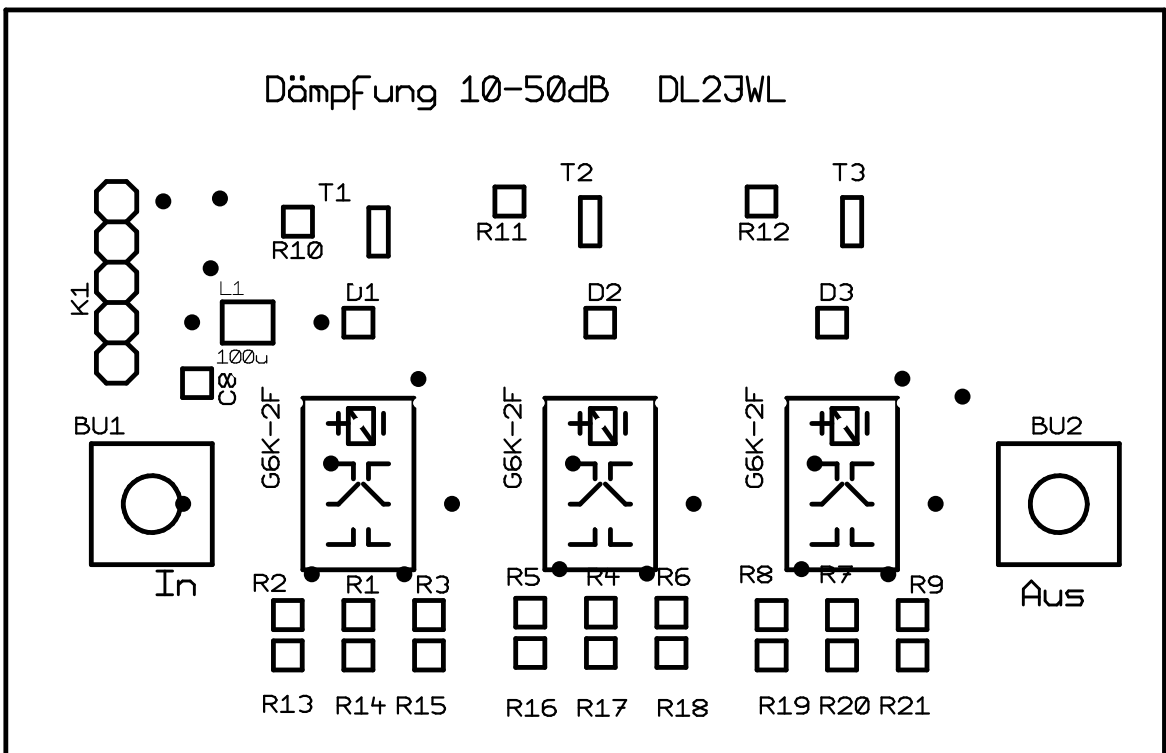 Dämpfung 10-50dB DL2JWL
T1 T2 T3
R10 R11 R12
K1
L1
100u
D1 D2 D3
C8
G6K-2F G6K-2F G6K-2F
BU1 BU2
In Aus
R2 R1 R3 R5 R4 R6 R8 R7 R9
R13 R14 R15 R16 R17 R18 R19 R20 R21